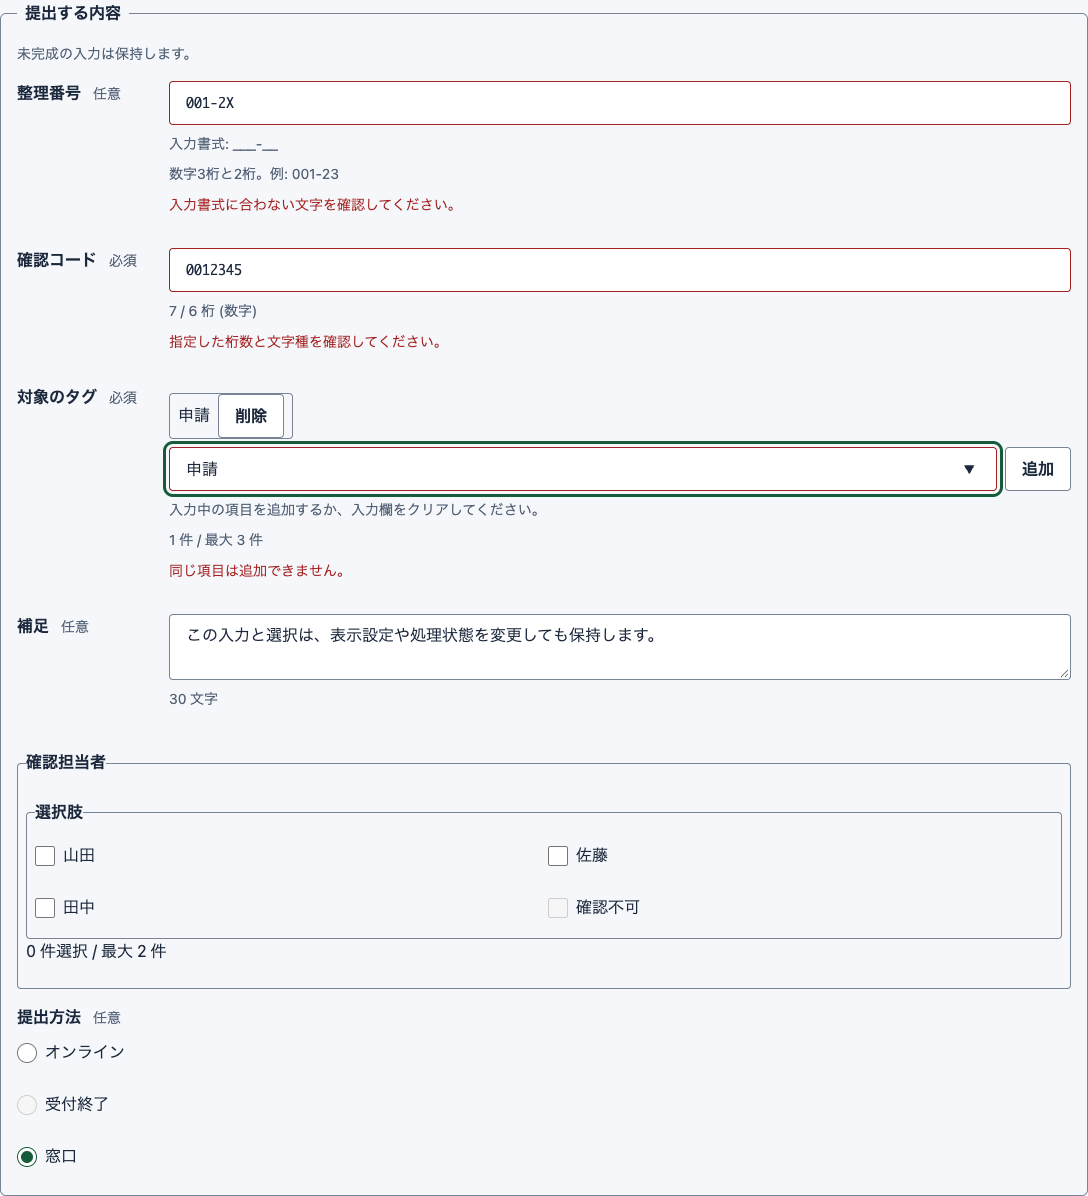 提出する内容
未完成の入力は保持します。
整理番号 任意
001-2X
入力書式: ___-__
数字3桁と2桁。例: 001-23
入力書式に合わない文字を確認してください。
確認コード 必須
0012345
7 / 6 桁 (数字)
指定した桁数と文字種を確認してください。
対象のタグ 必須
申請 削除
申請 ▼ 追加
入力中の項目を追加するか、入力欄をクリアしてください。
1 件 / 最大 3 件
同じ項目は追加できません。
補足 任意
この入力と選択は、表示設定や処理状態を変更しても保持します。
30 文字
確認担当者
選択肢
山田 佐藤
田中 確認不可
0 件選択 / 最大 2 件
提出方法 任意
オンライン
受付終了
窓口